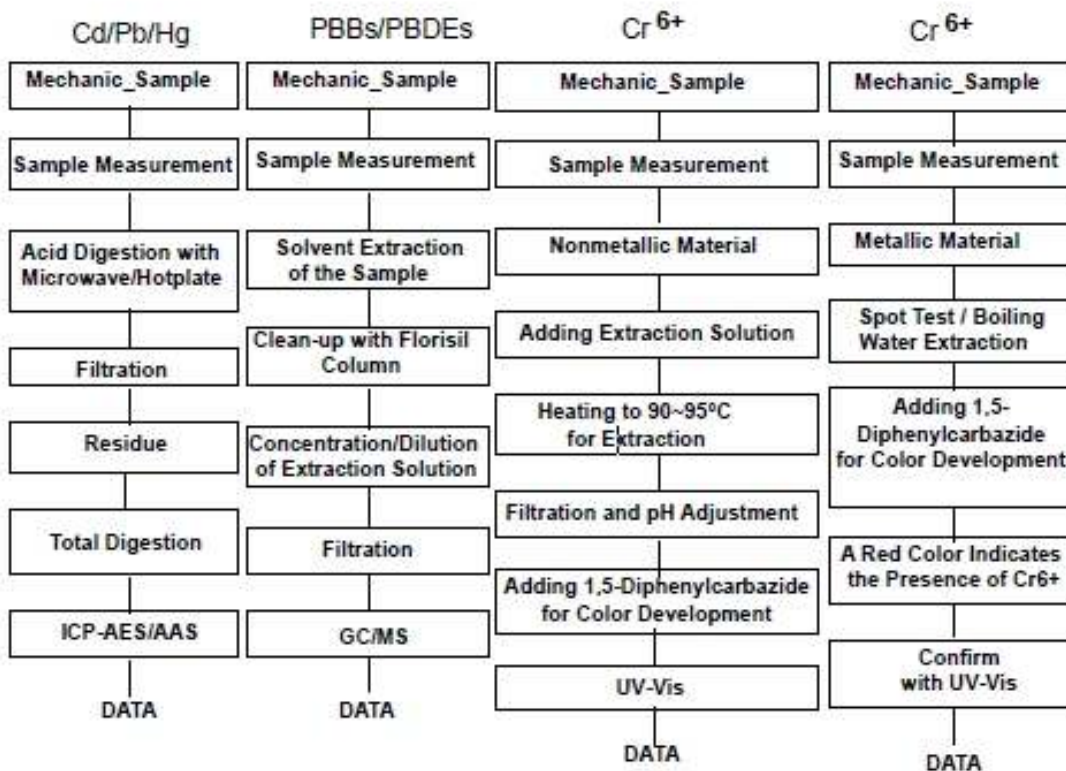 Cd/Pb/Hg
Mechanic_Sample
Sample Measurement
Acid Digestion with
Microwave/Hotplate
Filtration
Residue
Total Digestion
ICP-AES/AAS
DATA
PBBs/PBDEs
Mechanic_Sample
Sample Measurement
Solvent Extraction
of the Sample
Clean-up with Florisil
Column
Concentration/Dilution
of Extraction Solution
Filtration
GC/MS
DATA
Cr 6+
Mechanic_Sample
Sample Measurement
Nonmetallic Material
Adding Extraction Solution
Heating to 90~95ºC
for Extraction
Filtration and pH Adjustment
Adding 1,5-Diphenylcarbazide
for Color Development
UV-Vis
DATA
Cr 6+
Mechanic_Sample
Sample Measurement
Metallic Material
Spot Test / Boiling
Water Extraction
Adding 1,5-
Diphenylcarbazide
for Color Development
A Red Color Indicates
the Presence of Cr6+
Confirm
with UV-Vis
DATA